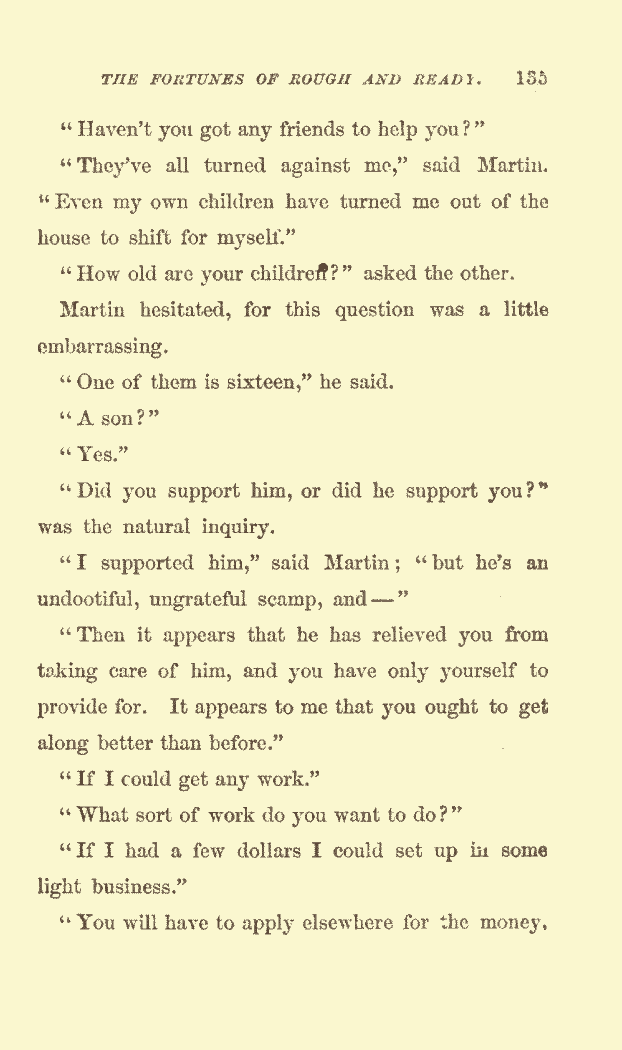 THE FORTUNES OF ROUGH AND READY. 135
“Haven’t you got any friends to help you?”
“They’ve all turned against me,” said Martin.
“Even my own children have turned me out of the
house to shift for myself.”
“How old are your children?” asked the other.
Martin hesitated, for this question was a little
embarrassing.
“One of them is sixteen,” he said.
“A son?”
“Yes.”
“Did you support him, or did he support you?”
was the natural inquiry.
“I supported him,” said Martin; “but he’s an
undootiful, ungrateful scamp, and—”
“Then it appears that he has relieved you from
taking care of him, and you have only yourself to
provide for. It appears to me that you ought to get
along better than before.”
“If I could get any work.”
“What sort of work do you want to do?”
“If I had a few dollars I could set up in some
light business.”
“You will have to apply elsewhere for the money,